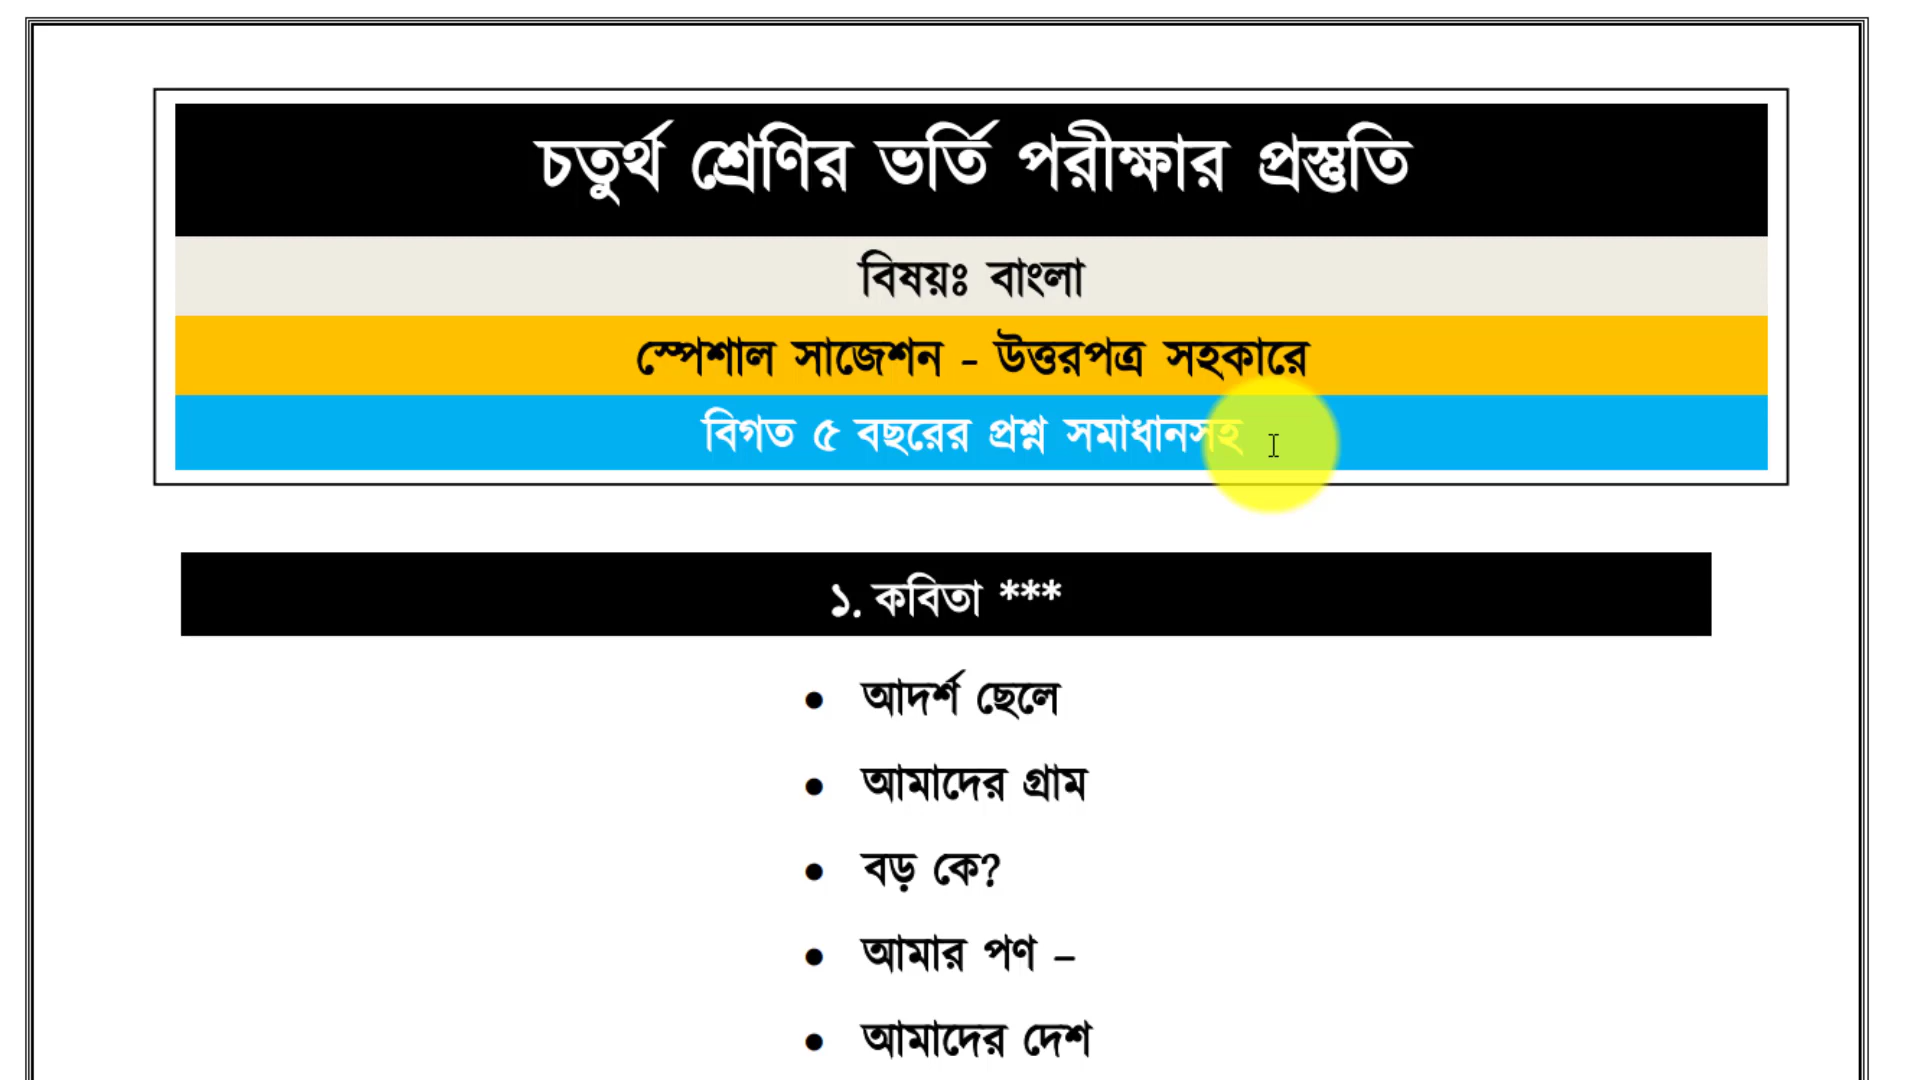 চতুর্থ শ্রেণির ভর্তি পরীক্ষার প্রস্তুতি
বিষয়ঃ বাংলা
স্পেশাল সাজেশন - উত্তরপত্র সহকারে
বিগত ৫ বছরের প্রশ্ন সমাধানসহ
১. কবিতা ***
• আদর্শ ছেলে
• আমাদের গ্রাম
• বড় কে?
• আমার পণ –
• আমাদের দেশ